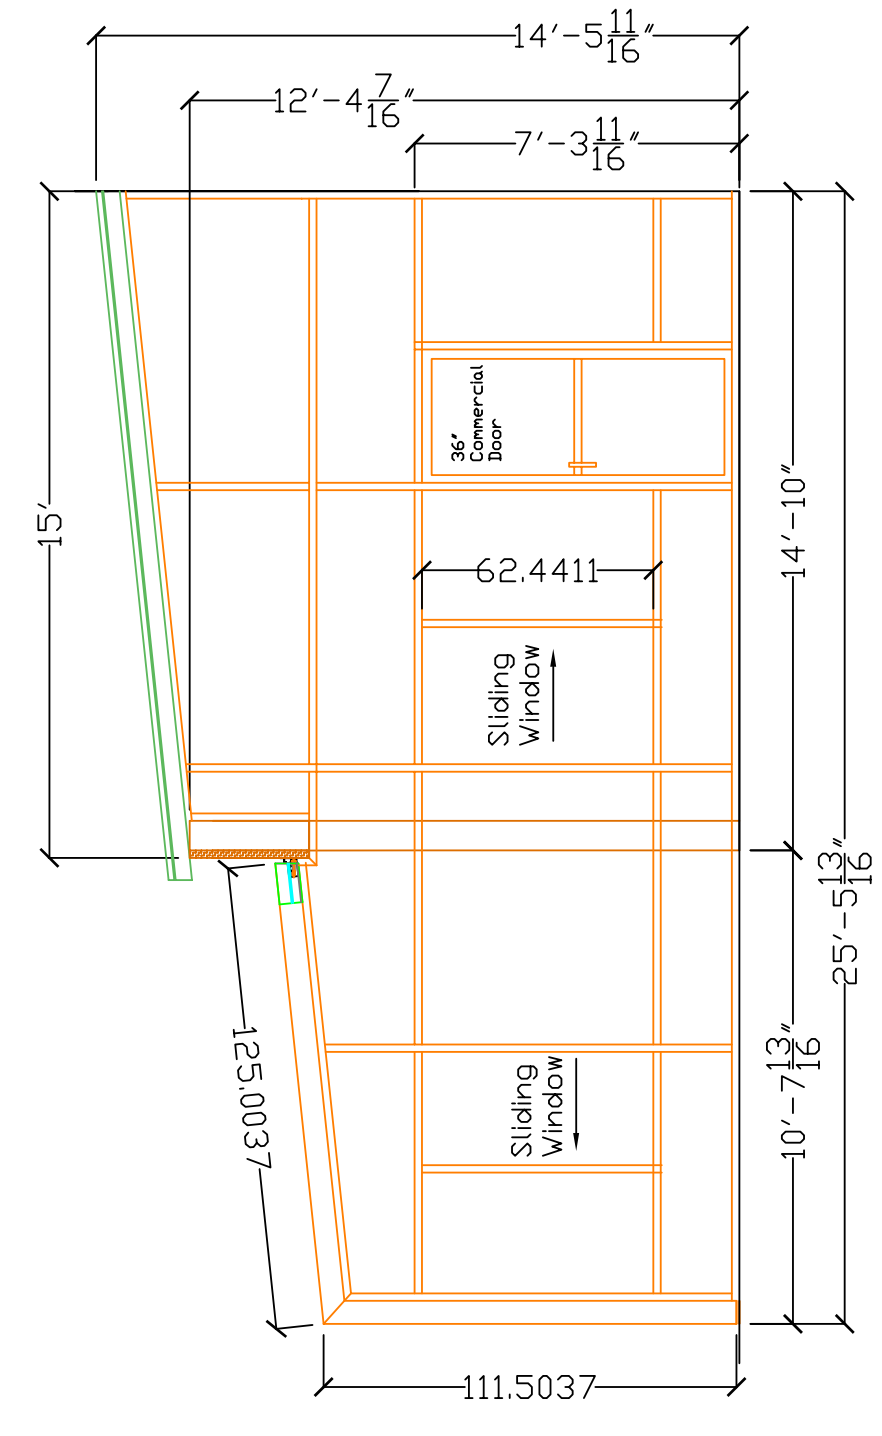 14'-5 11/16"
12'-4 7/16"
7'-3 11/16"
15'
36"
Commercial
Door
14'-10"
62.4411
Sliding
Window
25'-5 13/16"
125.0037
Sliding
Window
10'-7 13/16"
111.5037